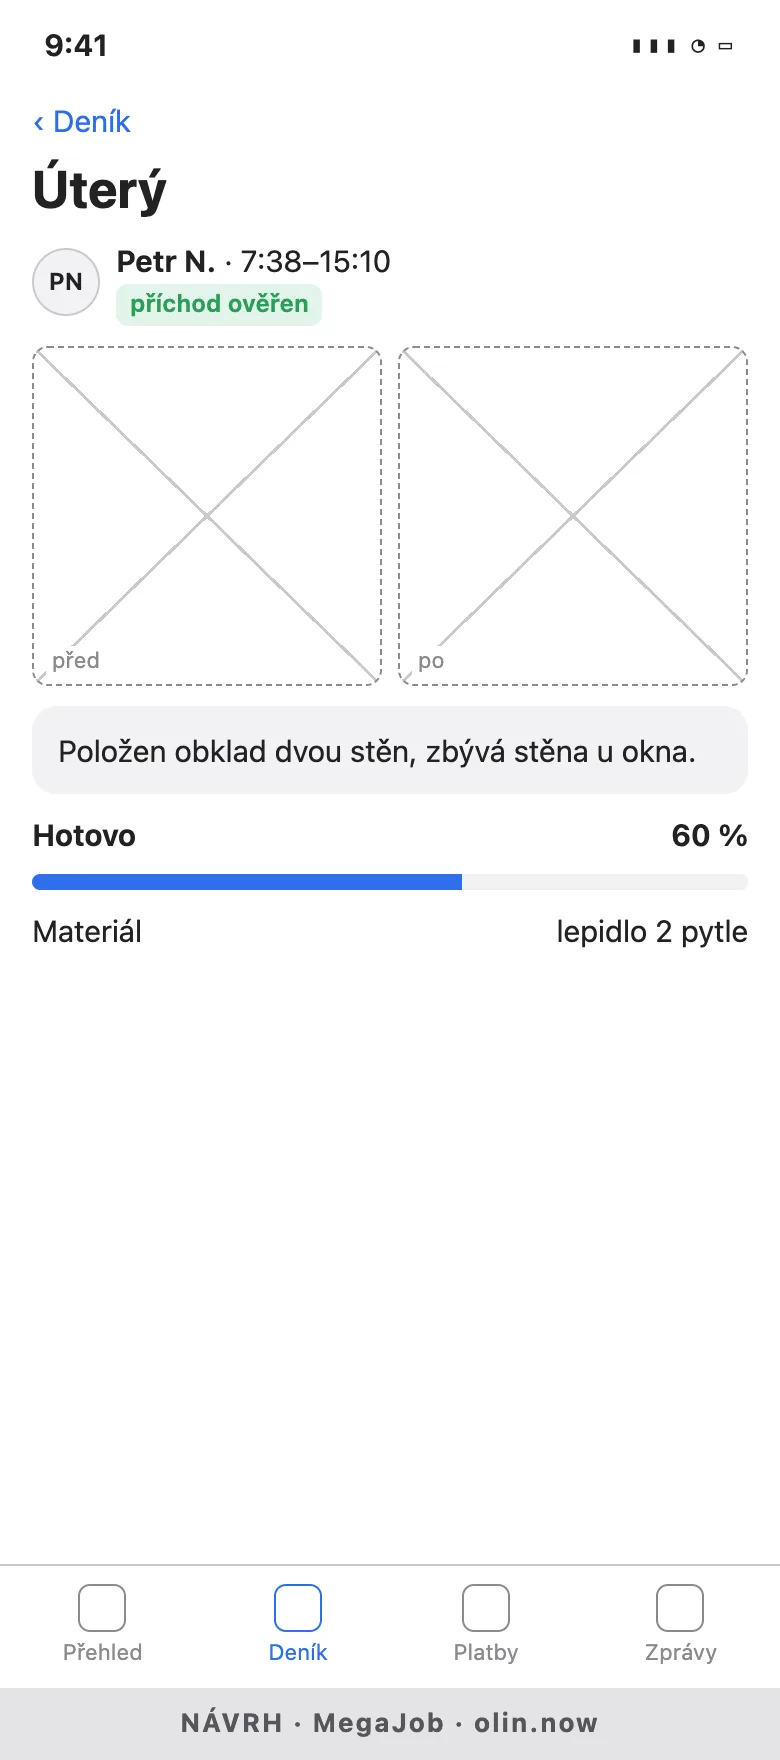 9:41
‹ Deník
Úterý
PN
Petr N. · 7:38–15:10
příchod ověřen
před
po
Položen obklad dvou stěn, zbývá stěna u okna.
Hotovo 60 %
Materiál lepidlo 2 pytle
Přehled Deník Platby Zprávy
NÁVRH · MegaJob · olin.now